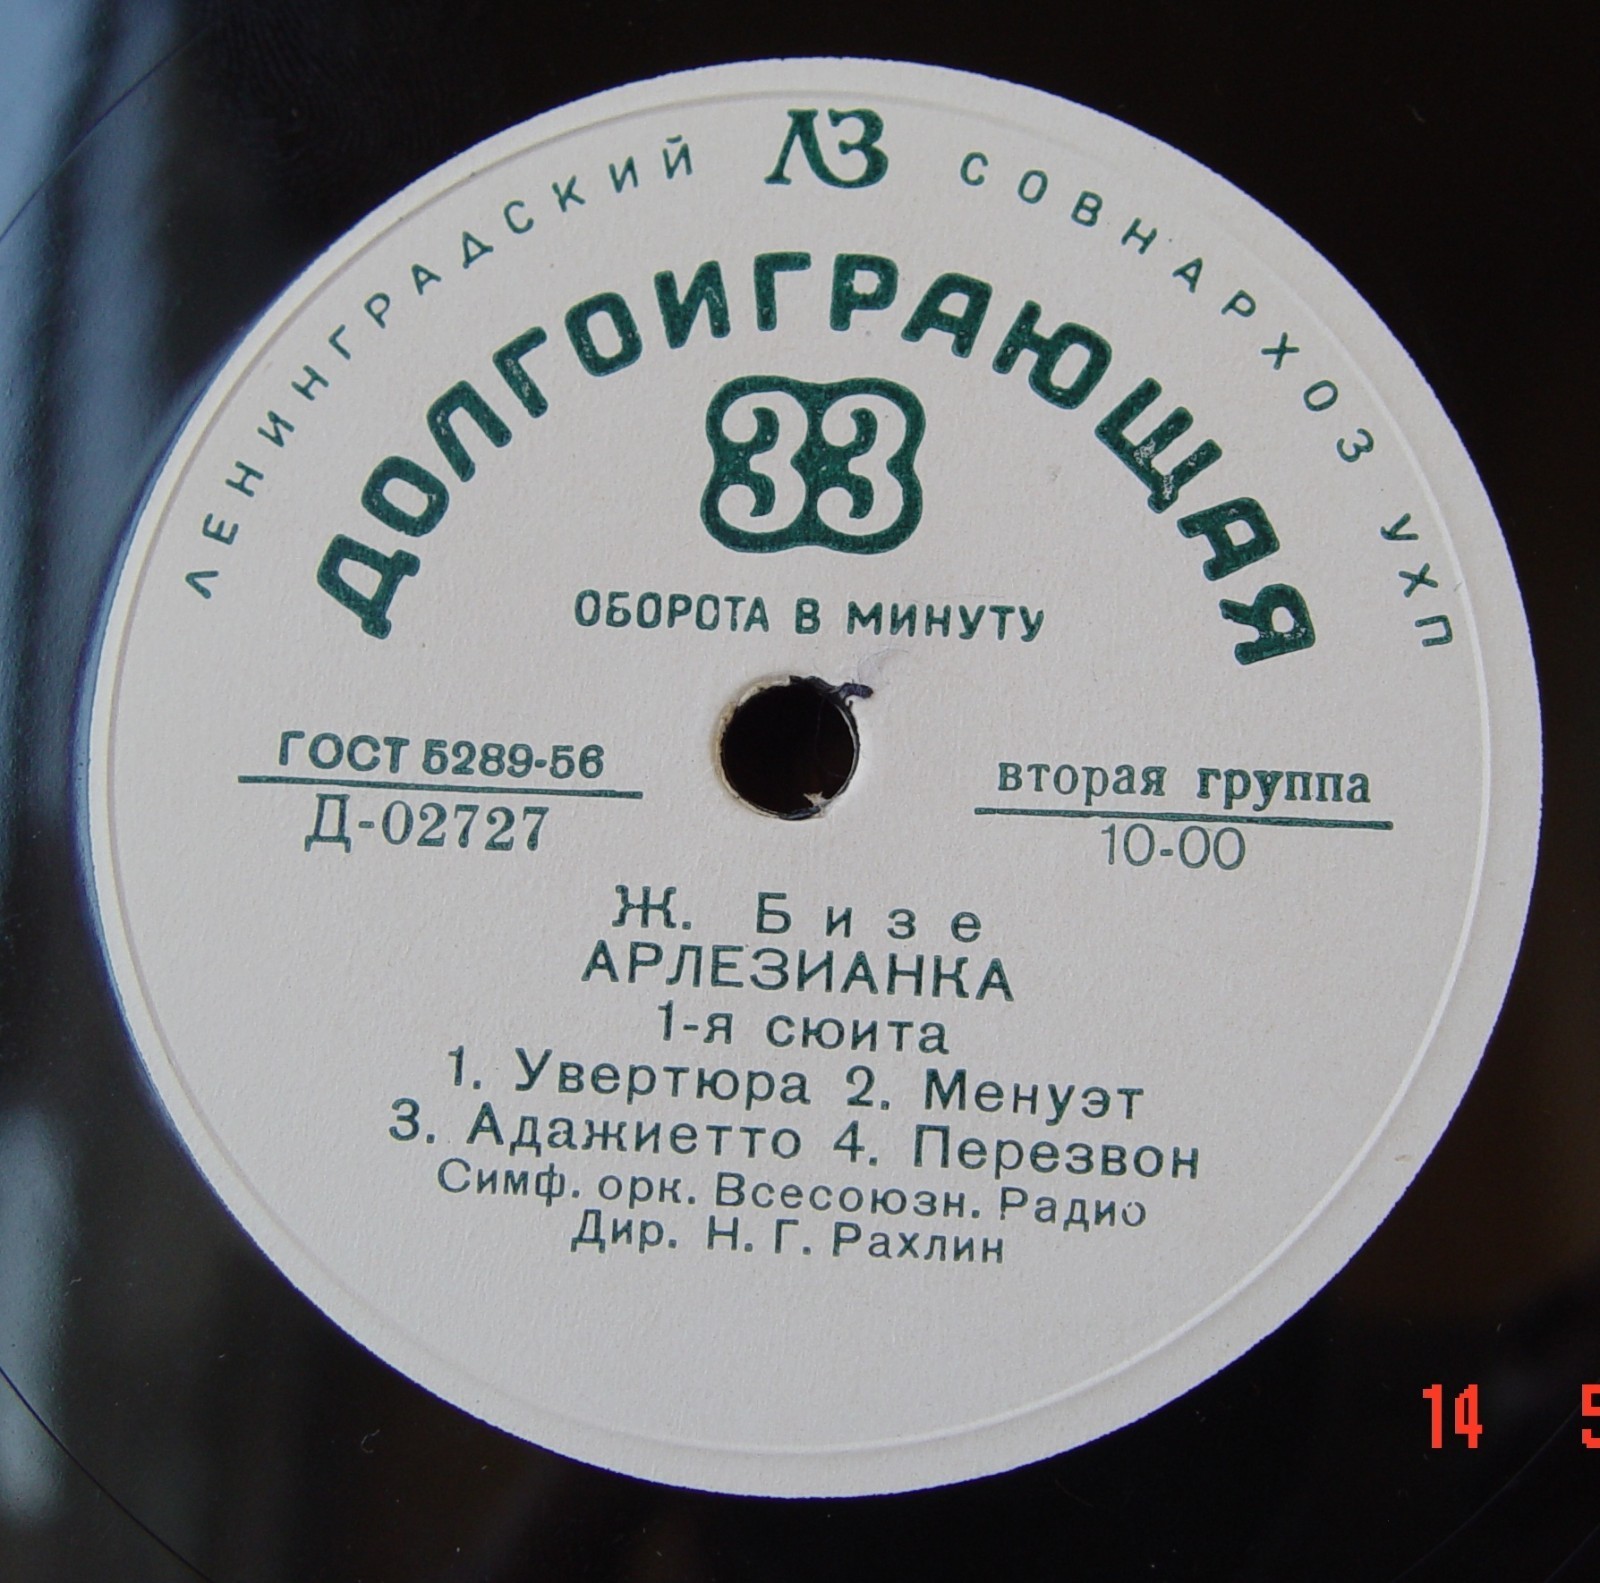 ЛЕНИНГРАДСКИЙ ЛЗ СОВНАРХОЗ УХП
ДОЛГОИГРАЮЩАЯ
33
ОБОРОТА В МИНУТУ
ГОСТ 5289-56
Д-02727
вторая группа
10-00
Ж. Бизе
АРЛЕЗИАНКА
1-я сюита
1. Увертюра 2. Менуэт
3. Адажиетто 4. Перезвон
Симф. орк. Всесоюзн. Радио
Дир. Н. Г. Рахлин
14 5